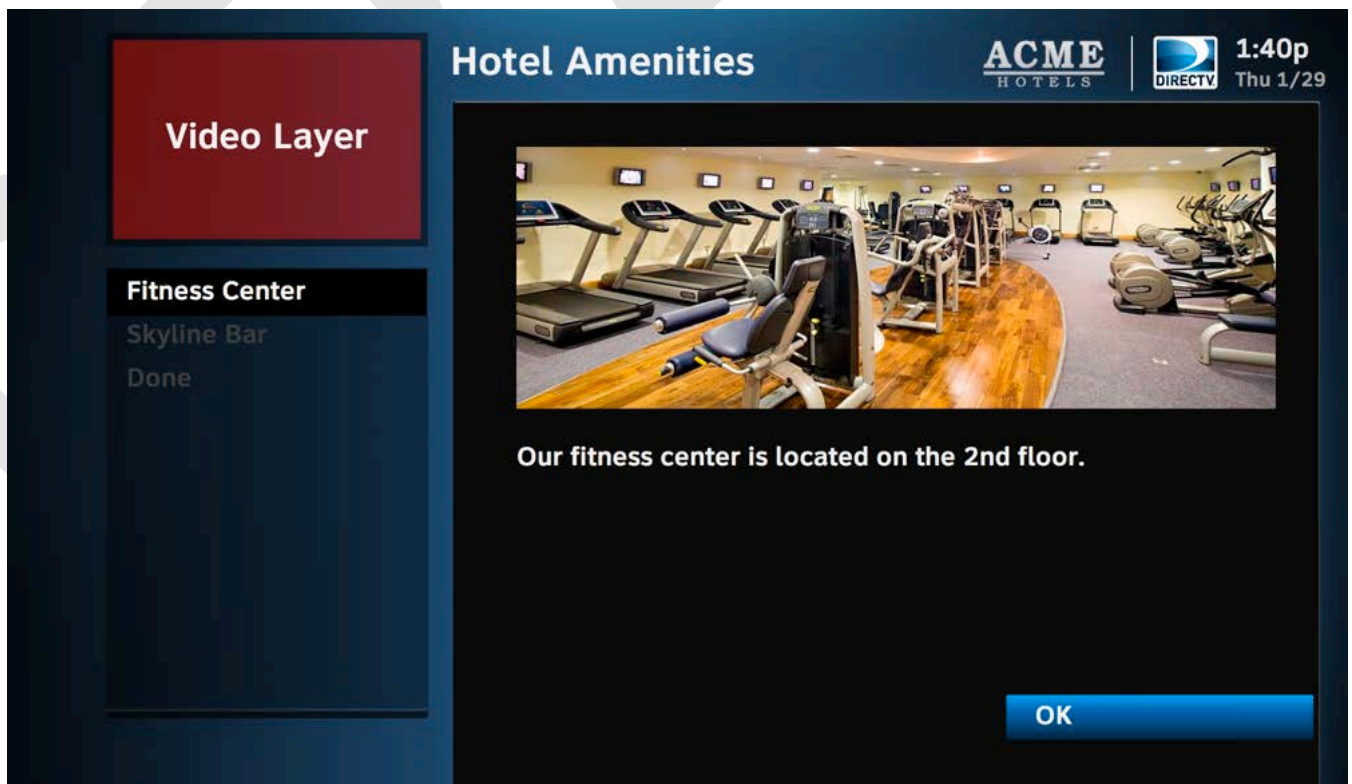 Video Layer
Hotel Amenities
ACME
HOTELS
DIRECTV
1:40p
Thu 1/29
Fitness Center
Skyline Bar
Done
Our fitness center is located on the 2nd floor.
OK